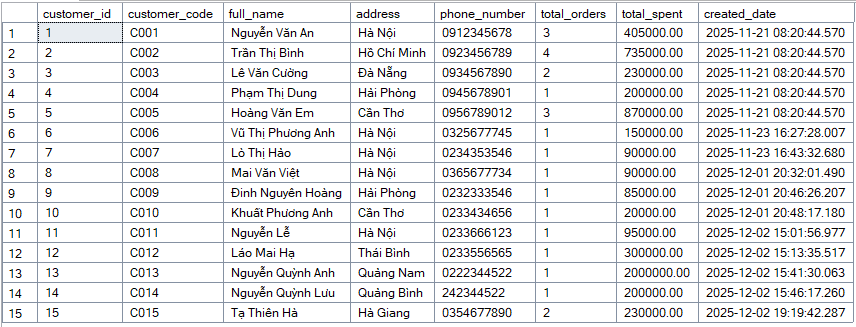 customer_id customer_code full_name address phone_number total_orders total_spent created_date
1 1 C001 Nguyễn Văn An Hà Nội 0912345678 3 405000.00 2025-11-21 08:20:44.570
2 2 C002 Trần Thị Bình Hồ Chí Minh 0923456789 4 735000.00 2025-11-21 08:20:44.570
3 3 C003 Lê Văn Cường Đà Nẵng 0934567890 2 230000.00 2025-11-21 08:20:44.570
4 4 C004 Phạm Thị Dung Hải Phòng 0945678901 1 200000.00 2025-11-21 08:20:44.570
5 5 C005 Hoàng Văn Em Cần Thơ 0956789012 3 870000.00 2025-11-21 08:20:44.570
6 6 C006 Vũ Thị Phương Anh Hà Nội 0325677745 1 150000.00 2025-11-23 16:27:28.007
7 7 C007 Lò Thị Hảo Hà Nội 0234353546 1 90000.00 2025-11-23 16:43:32.680
8 8 C008 Mai Văn Việt Hà Nội 0365677734 1 90000.00 2025-12-01 20:32:01.490
9 9 C009 Đinh Nguyên Hoàng Hải Phòng 0232333546 1 85000.00 2025-12-01 20:46:26.207
10 10 C010 Khuất Phương Anh Cần Thơ 0233434656 1 20000.00 2025-12-01 20:48:17.180
11 11 C011 Nguyễn Lễ Hà Nội 0233666123 1 95000.00 2025-12-02 15:01:56.977
12 12 C012 Láo Mai Hạ Thái Bình 0233556565 1 300000.00 2025-12-02 15:13:35.517
13 13 C013 Nguyễn Quỳnh Anh Quảng Nam 0222344522 1 2000000.00 2025-12-02 15:41:30.063
14 14 C014 Nguyễn Quỳnh Lưu Quảng Bình 242344522 1 200000.00 2025-12-02 15:46:17.260
15 15 C015 Tạ Thiên Hà Hà Giang 0354677890 2 230000.00 2025-12-02 19:19:42.287